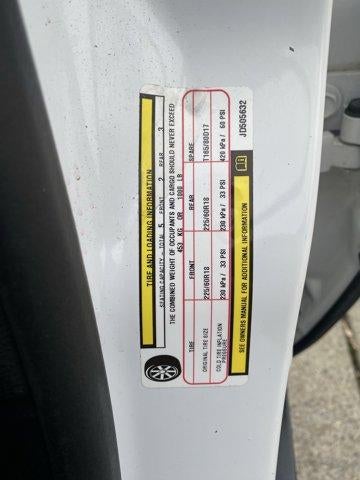 TIRE AND LOADING INFORMATION
SEATING CAPACITY - TOTAL 5 FRONT 2 REAR 3
THE COMBINED WEIGHT OF OCCUPANTS AND CARGO SHOULD NEVER EXCEED
453 KG OR 1000 LB
TIRE FRONT REAR SPARE
ORIGINAL TIRE SIZE 225/60R18 225/60R18 T165/80D17
COLD TIRE INFLATION PRESSURE 230 kPa / 33 PSI 230 kPa / 33 PSI 420 kPa / 60 PSI
SEE OWNERS MANUAL FOR ADDITIONAL INFORMATION
JD505632